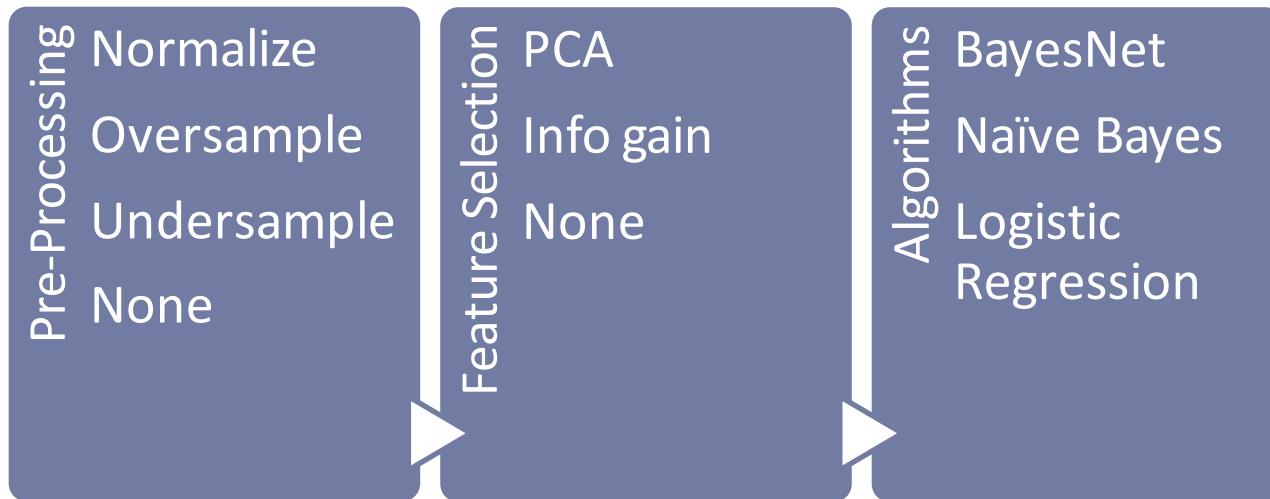 Pre-Processing
Normalize
Oversample
Undersample
None
Feature Selection
PCA
Info gain
None
Algorithms
BayesNet
Naïve Bayes
Logistic
Regression